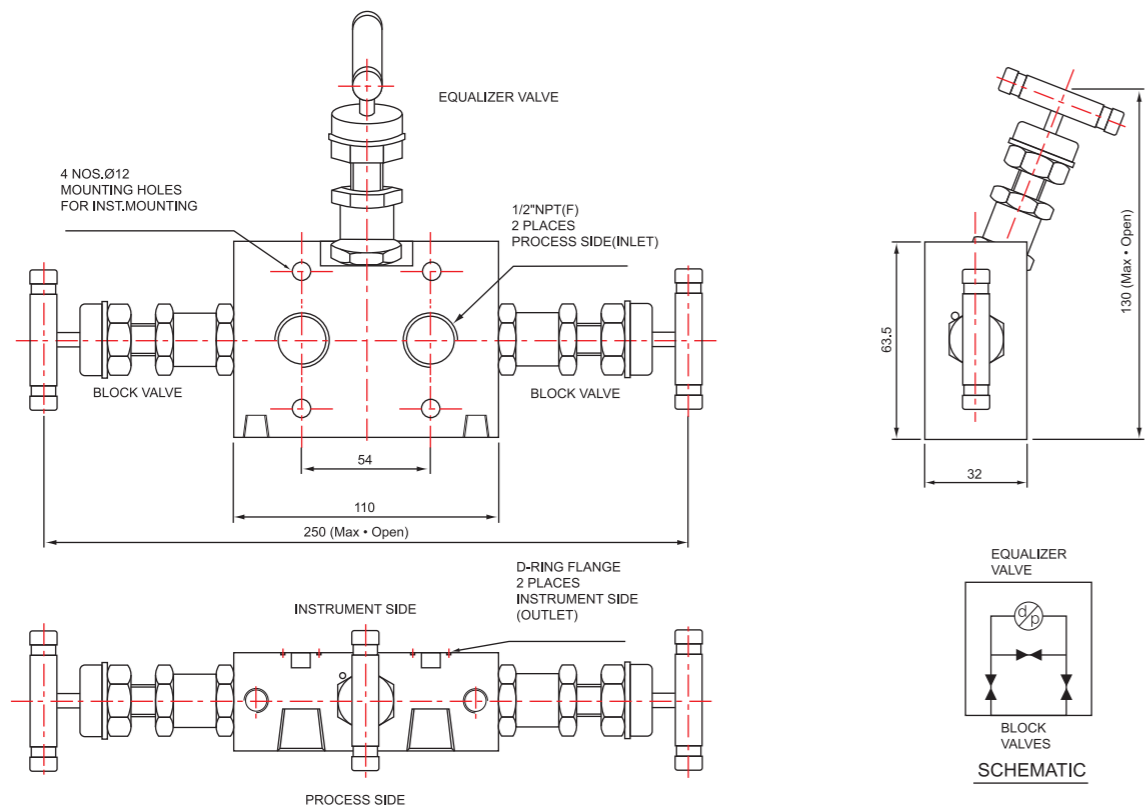 EQUALIZER VALVE
4 NOS.Ø12
MOUNTING HOLES
FOR INST.MOUNTING
1/2"NPT(F)
2 PLACES
PROCESS SIDE(INLET)
BLOCK VALVE
BLOCK VALVE
54
110
250 (Max • Open)
63.5
130 (Max • Open)
32
D-RING FLANGE
2 PLACES
INSTRUMENT SIDE
(OUTLET)
INSTRUMENT SIDE
PROCESS SIDE
EQUALIZER
VALVE
d/p
BLOCK
VALVES
SCHEMATIC